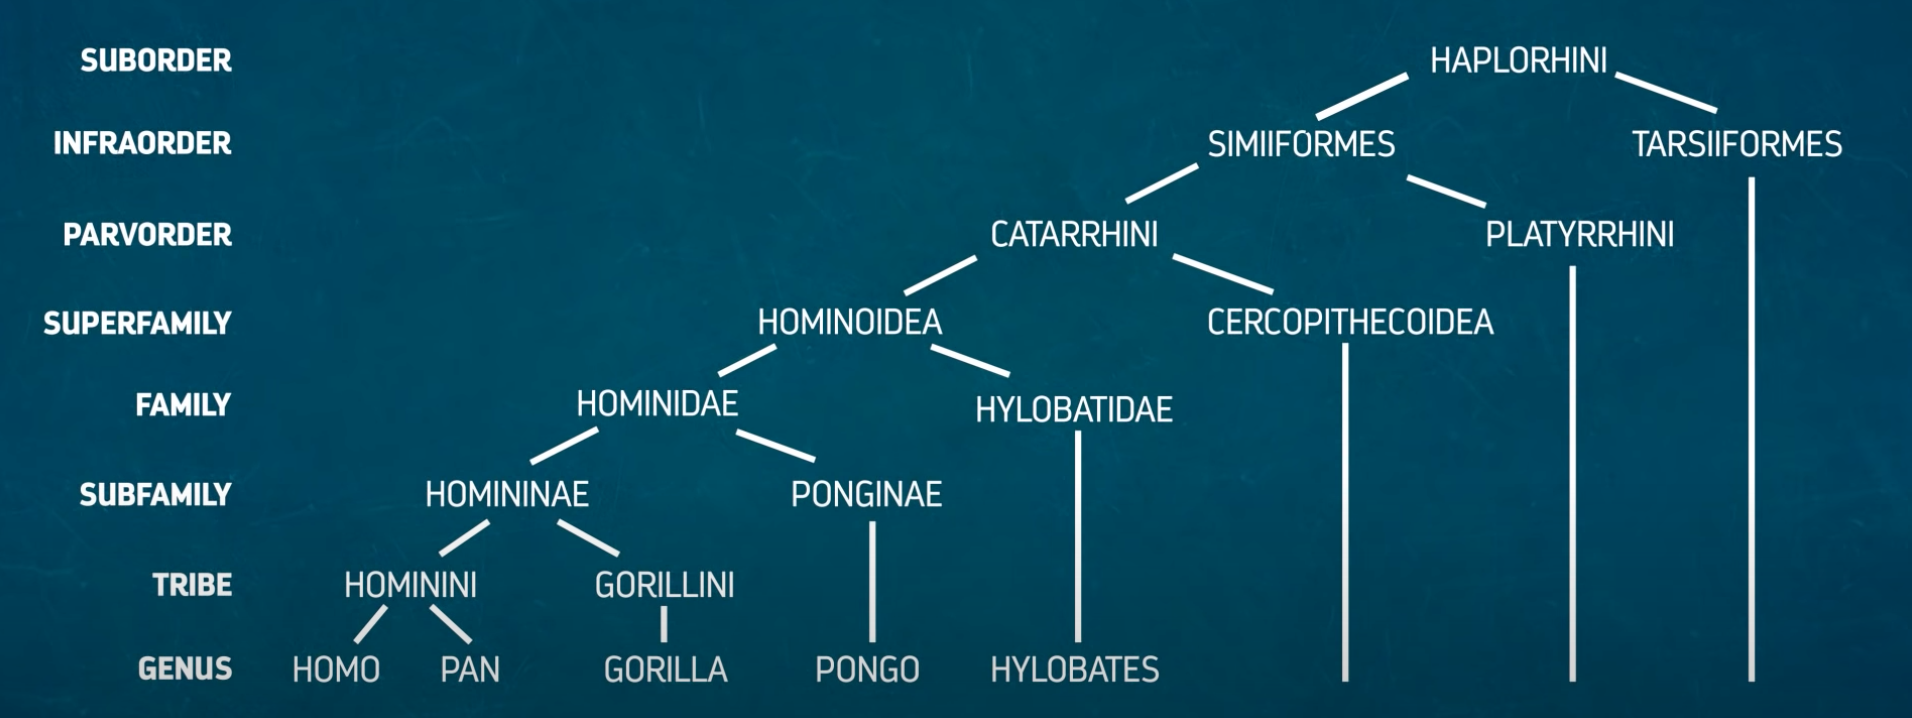 SUBORDER HAPLORHINI
INFRAORDER SIMIIFORMES TARSIIFORMES
PARVORDER CATARRHINI PLATYRRHINI
SUPERFAMILY HOMINOIDEA CERCOPITHECOIDEA
FAMILY HOMINIDAE HYLOBATIDAE
SUBFAMILY HOMININAE PONGINAE
TRIBE HOMININI GORILLINI
GENUS HOMO PAN GORILLA PONGO HYLOBATES